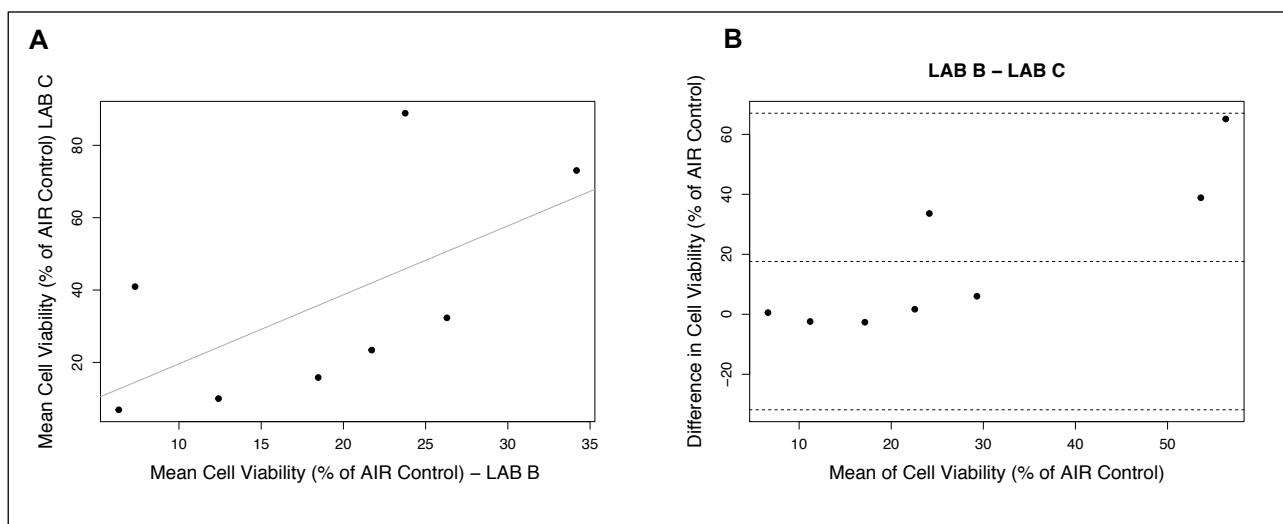 A
Mean Cell Viability (% of AIR Control) LAB C
80
60
40
20
10 15 20 25 30 35
Mean Cell Viability (% of AIR Control) – LAB B
B
LAB B – LAB C
Difference in Cell Viability (% of AIR Control)
60
40
20
0
−20
10 20 30 40 50
Mean of Cell Viability (% of AIR Control)